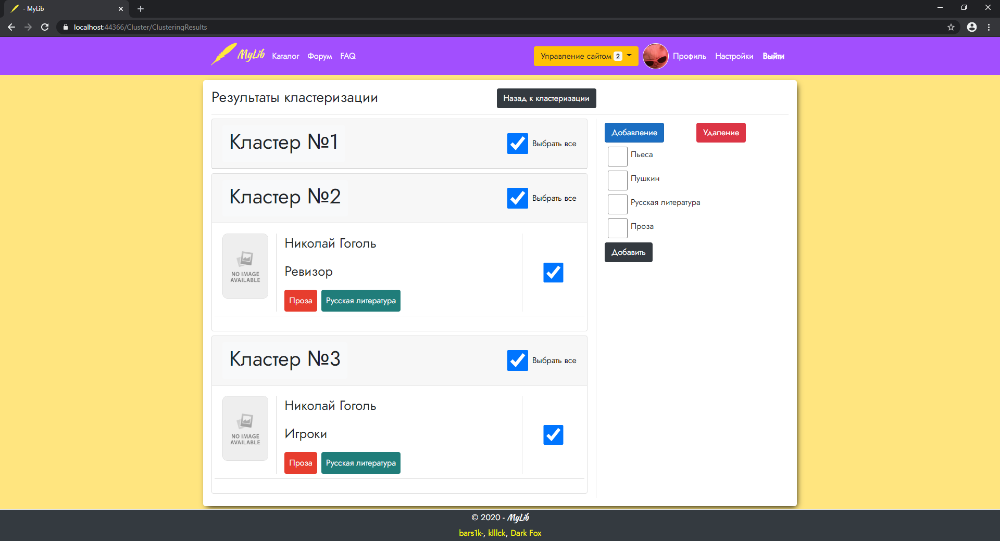 - MyLib
localhost:44366/Cluster/ClusteringResults
MyLib Каталог Форум FAQ Управление сайтом 2 Профиль Настройки Выйти
Результаты кластеризации Назад к кластеризации
Кластер №1 Выбрать все
Кластер №2 Выбрать все
NO IMAGE
AVAILABLE
Николай Гоголь
Ревизор
Проза Русская литература
Кластер №3 Выбрать все
NO IMAGE
AVAILABLE
Николай Гоголь
Игроки
Проза Русская литература
Добавление Удаление
Пьеса
Пушкин
Русская литература
Проза
Добавить
© 2020 - MyLib
bars1k-, klllck, Dark Fox